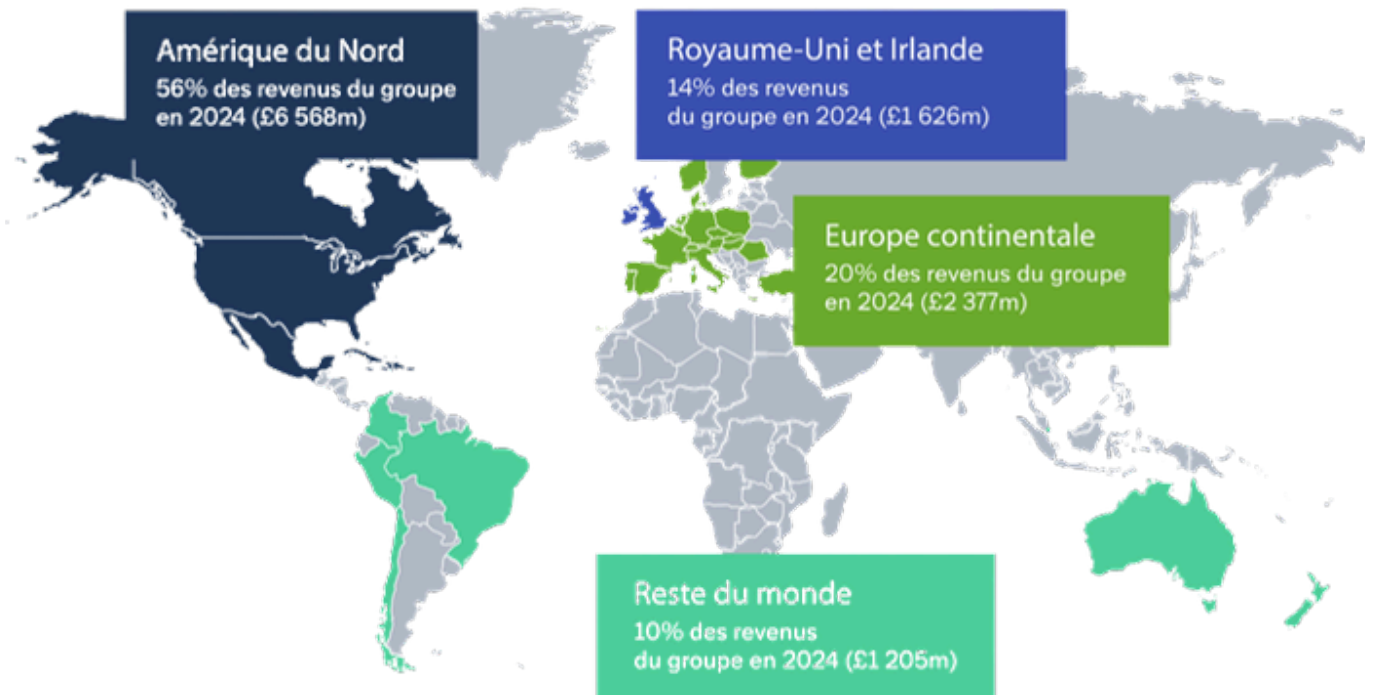 Amérique du Nord
56% des revenus du groupe
en 2024 (£6 568m)
Royaume-Uni et Irlande
14% des revenus
du groupe en 2024 (£1 626m)
Europe continentale
20% des revenus du groupe
en 2024 (£2 377m)
Reste du monde
10% des revenus
du groupe en 2024 (£1 205m)